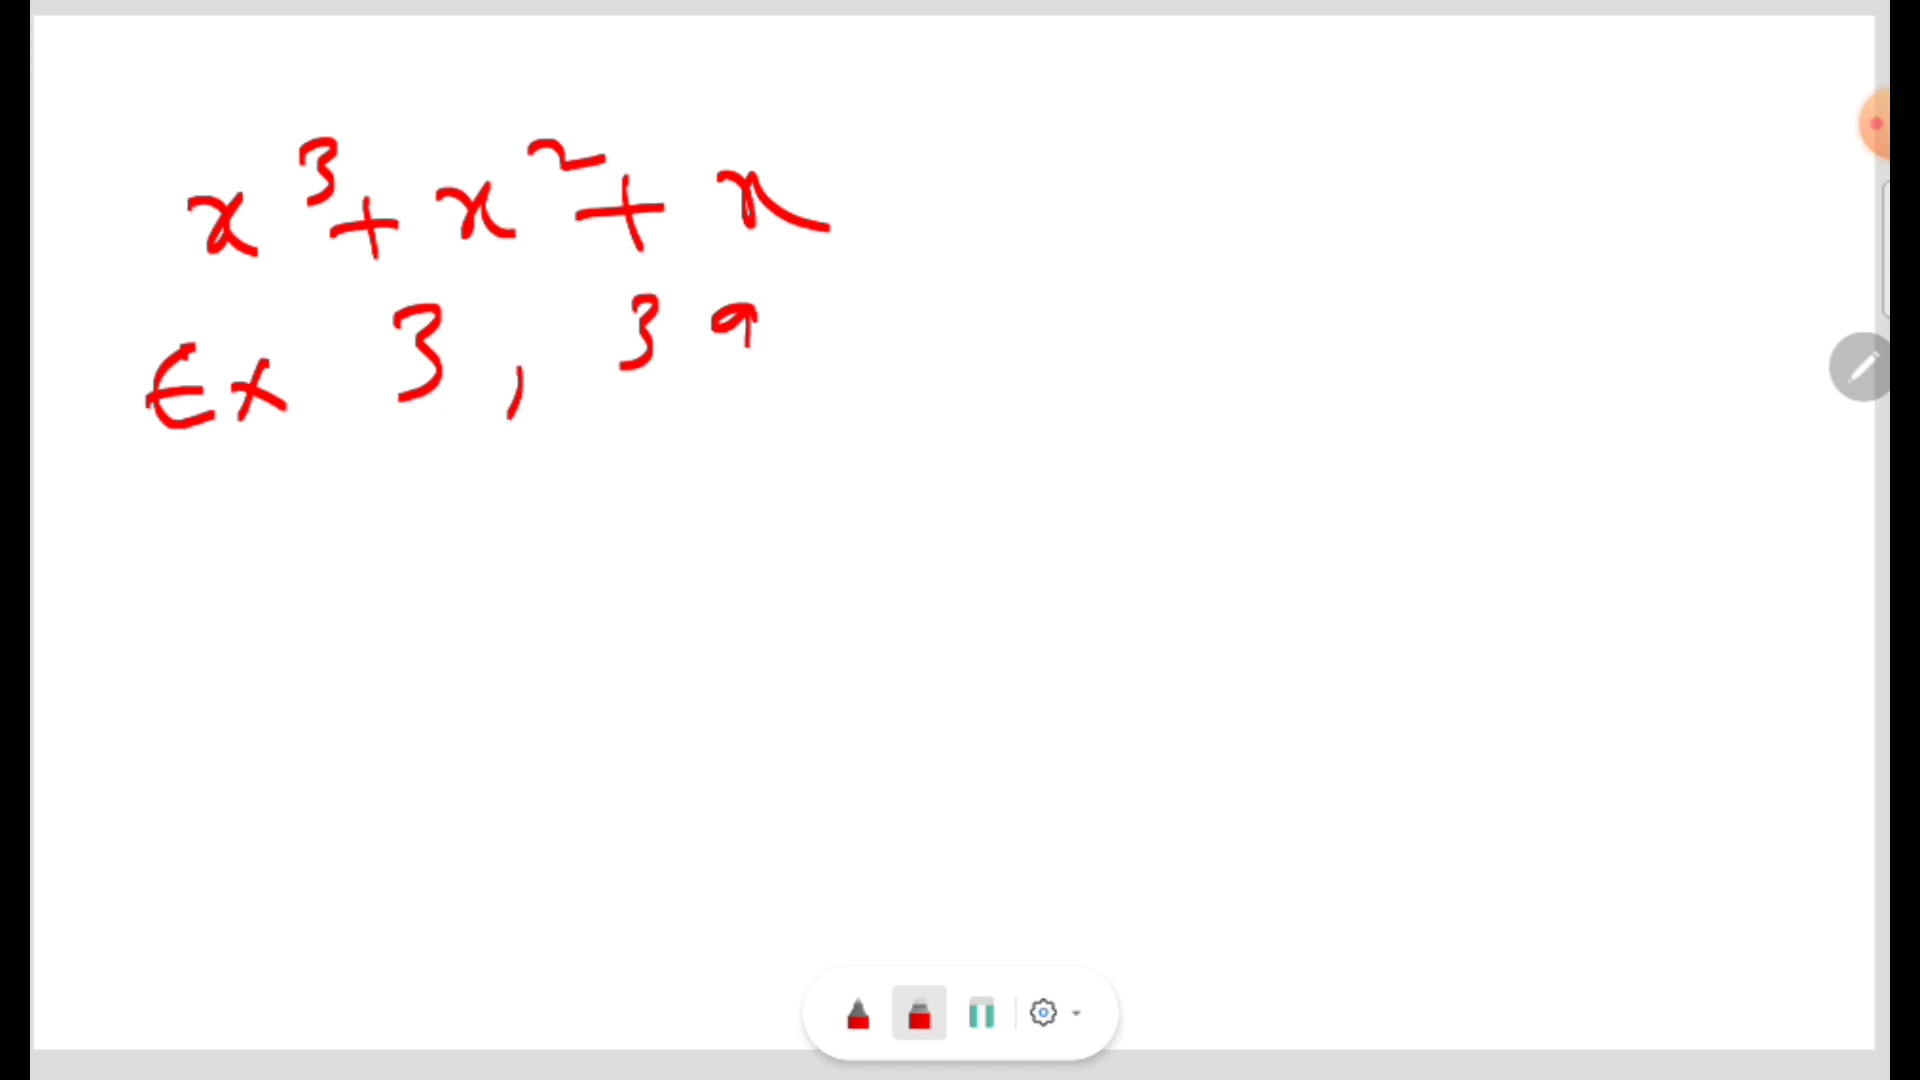 x³ + x² + x
Ex 3, 39